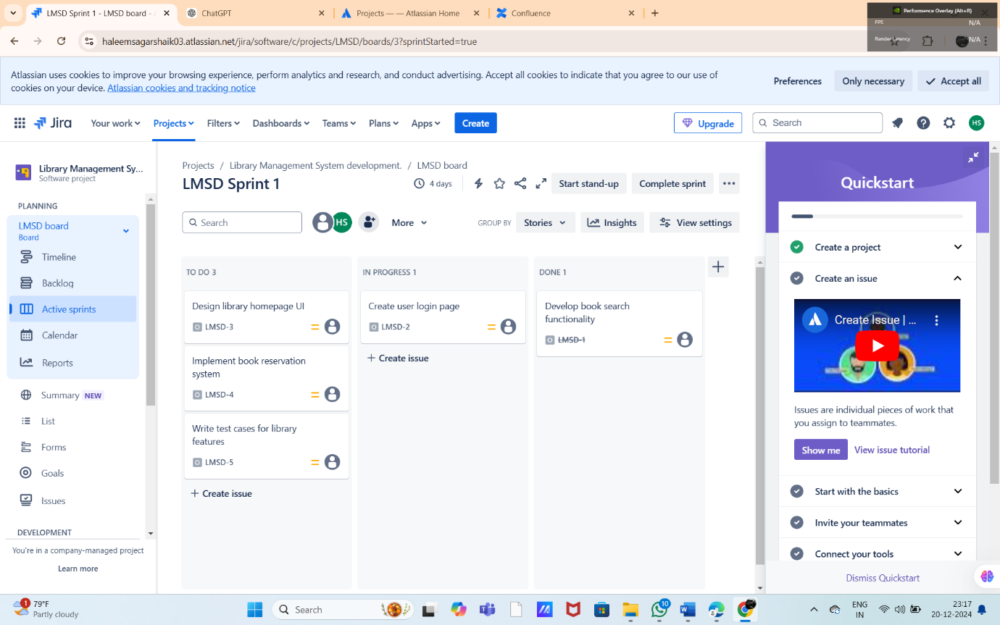 LMSD Sprint 1 - LMSD board -
ChatGPT
Projects — — Atlassian Home
Confluence
Performance Overlay (Alt+R)
FPS N/A
Render Latency N/A
haleemsagarshaik03.atlassian.net/jira/software/c/projects/LMSD/boards/3?sprintStarted=true
Atlassian uses cookies to improve your browsing experience, perform analytics and research, and conduct advertising. Accept all cookies to indicate that you agree to our use of
cookies on your device. Atlassian cookies and tracking notice
Preferences
Only necessary
Accept all
Jira
Your work
Projects
Filters
Dashboards
Teams
Plans
Apps
Create
Upgrade
Search
HS
Library Management Sy...
Software project
PLANNING
LMSD board
Board
Timeline
Backlog
Active sprints
Calendar
Reports
Summary NEW
List
Forms
Goals
Issues
DEVELOPMENT
You're in a company-managed project
Learn more
Projects / Library Management System development. / LMSD board
LMSD Sprint 1
4 days
Start stand-up
Complete sprint
Search
HS
More
GROUP BY
Stories
Insights
View settings
TO DO 3
Design library homepage UI
LMSD-3
Implement book reservation
system
LMSD-4
Write test cases for library
features
LMSD-5
+ Create issue
IN PROGRESS 1
Create user login page
LMSD-2
+ Create issue
DONE 1
Develop book search
functionality
LMSD-1
Quickstart
Create a project
Create an issue
Create Issue | ...
Issues are individual pieces of work that
you assign to teammates.
Show me
View issue tutorial
Start with the basics
Invite your teammates
Connect your tools
Dismiss Quickstart
1
79°F
Partly cloudy
Search
10
ENG
IN
23:17
20-12-2024